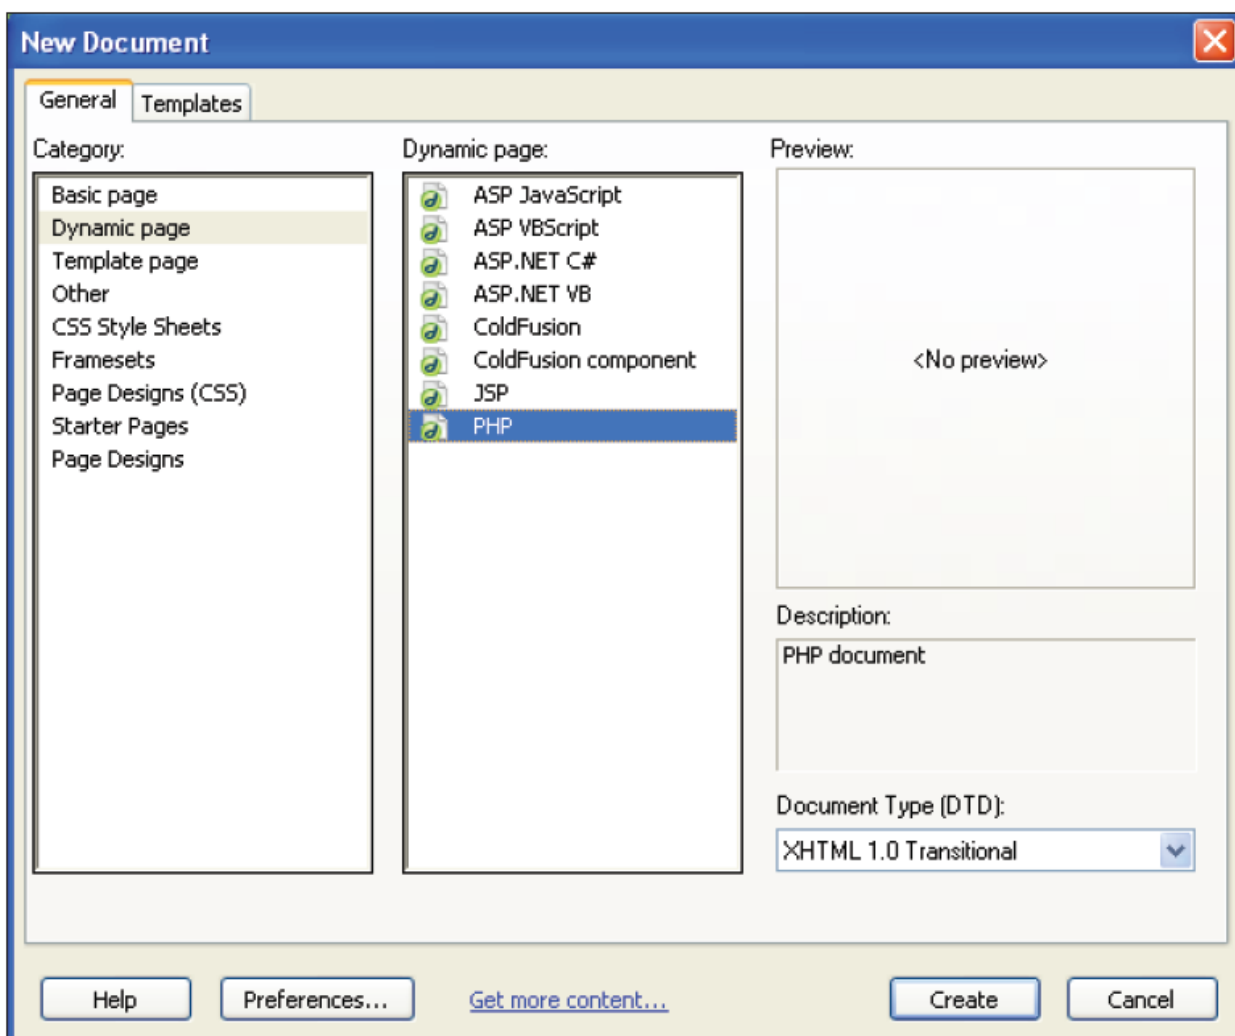 New Document
General
Templates
Category:
Basic page
Dynamic page
Template page
Other
CSS Style Sheets
Framesets
Page Designs (CSS)
Starter Pages
Page Designs
Dynamic page:
ASP JavaScript
ASP VBScript
ASP.NET C#
ASP.NET VB
ColdFusion
ColdFusion component
JSP
PHP
Preview:
<No preview>
Description:
PHP document
Document Type (DTD):
XHTML 1.0 Transitional
Help
Preferences...
Get more content...
Create
Cancel